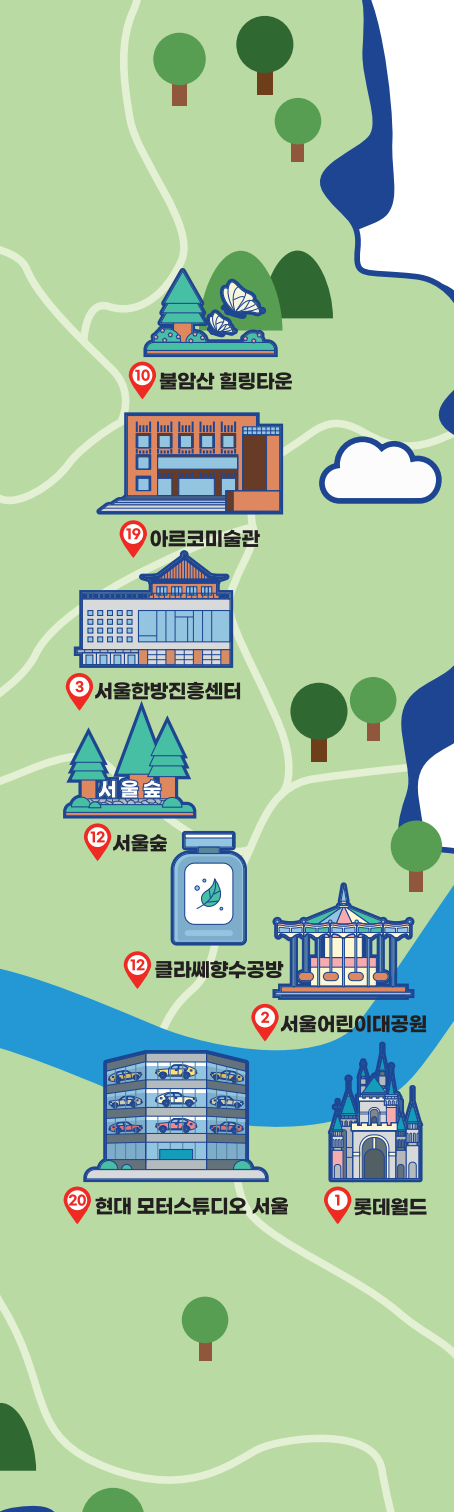 10 불암산 힐링타운
19 아르코미술관
3 서울한방진흥센터
서울숲
12 서울숲
12 클라쎄향수공방
2 서울어린이대공원
20 현대 모터스튜디오 서울
1 롯데월드